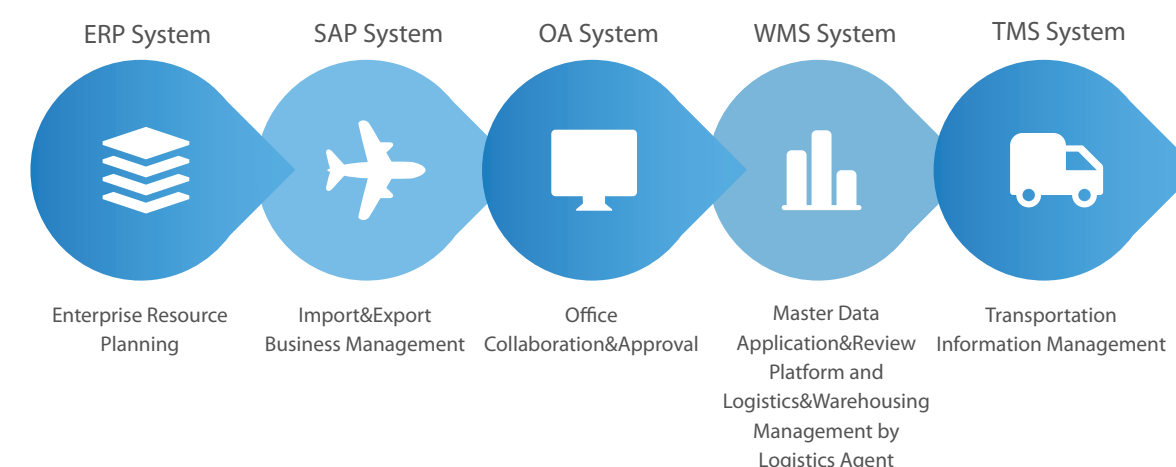 ERP System
SAP System
OA System
WMS System
TMS System
Enterprise Resource
Planning
Import&Export
Business Management
Office
Collaboration&Approval
Master Data
Application&Review
Platform and
Logistics&Warehousing
Management by
Logistics Agent
Transportation
Information Management